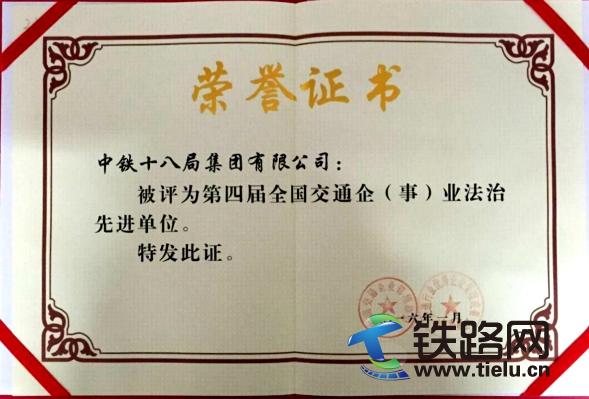 荣誉证书
中铁十八局集团有限公司：
被评为第四届全国交通企（事）业法治
先进单位。
特发此证。
一六年一月
铁路网
www.tielu.cn